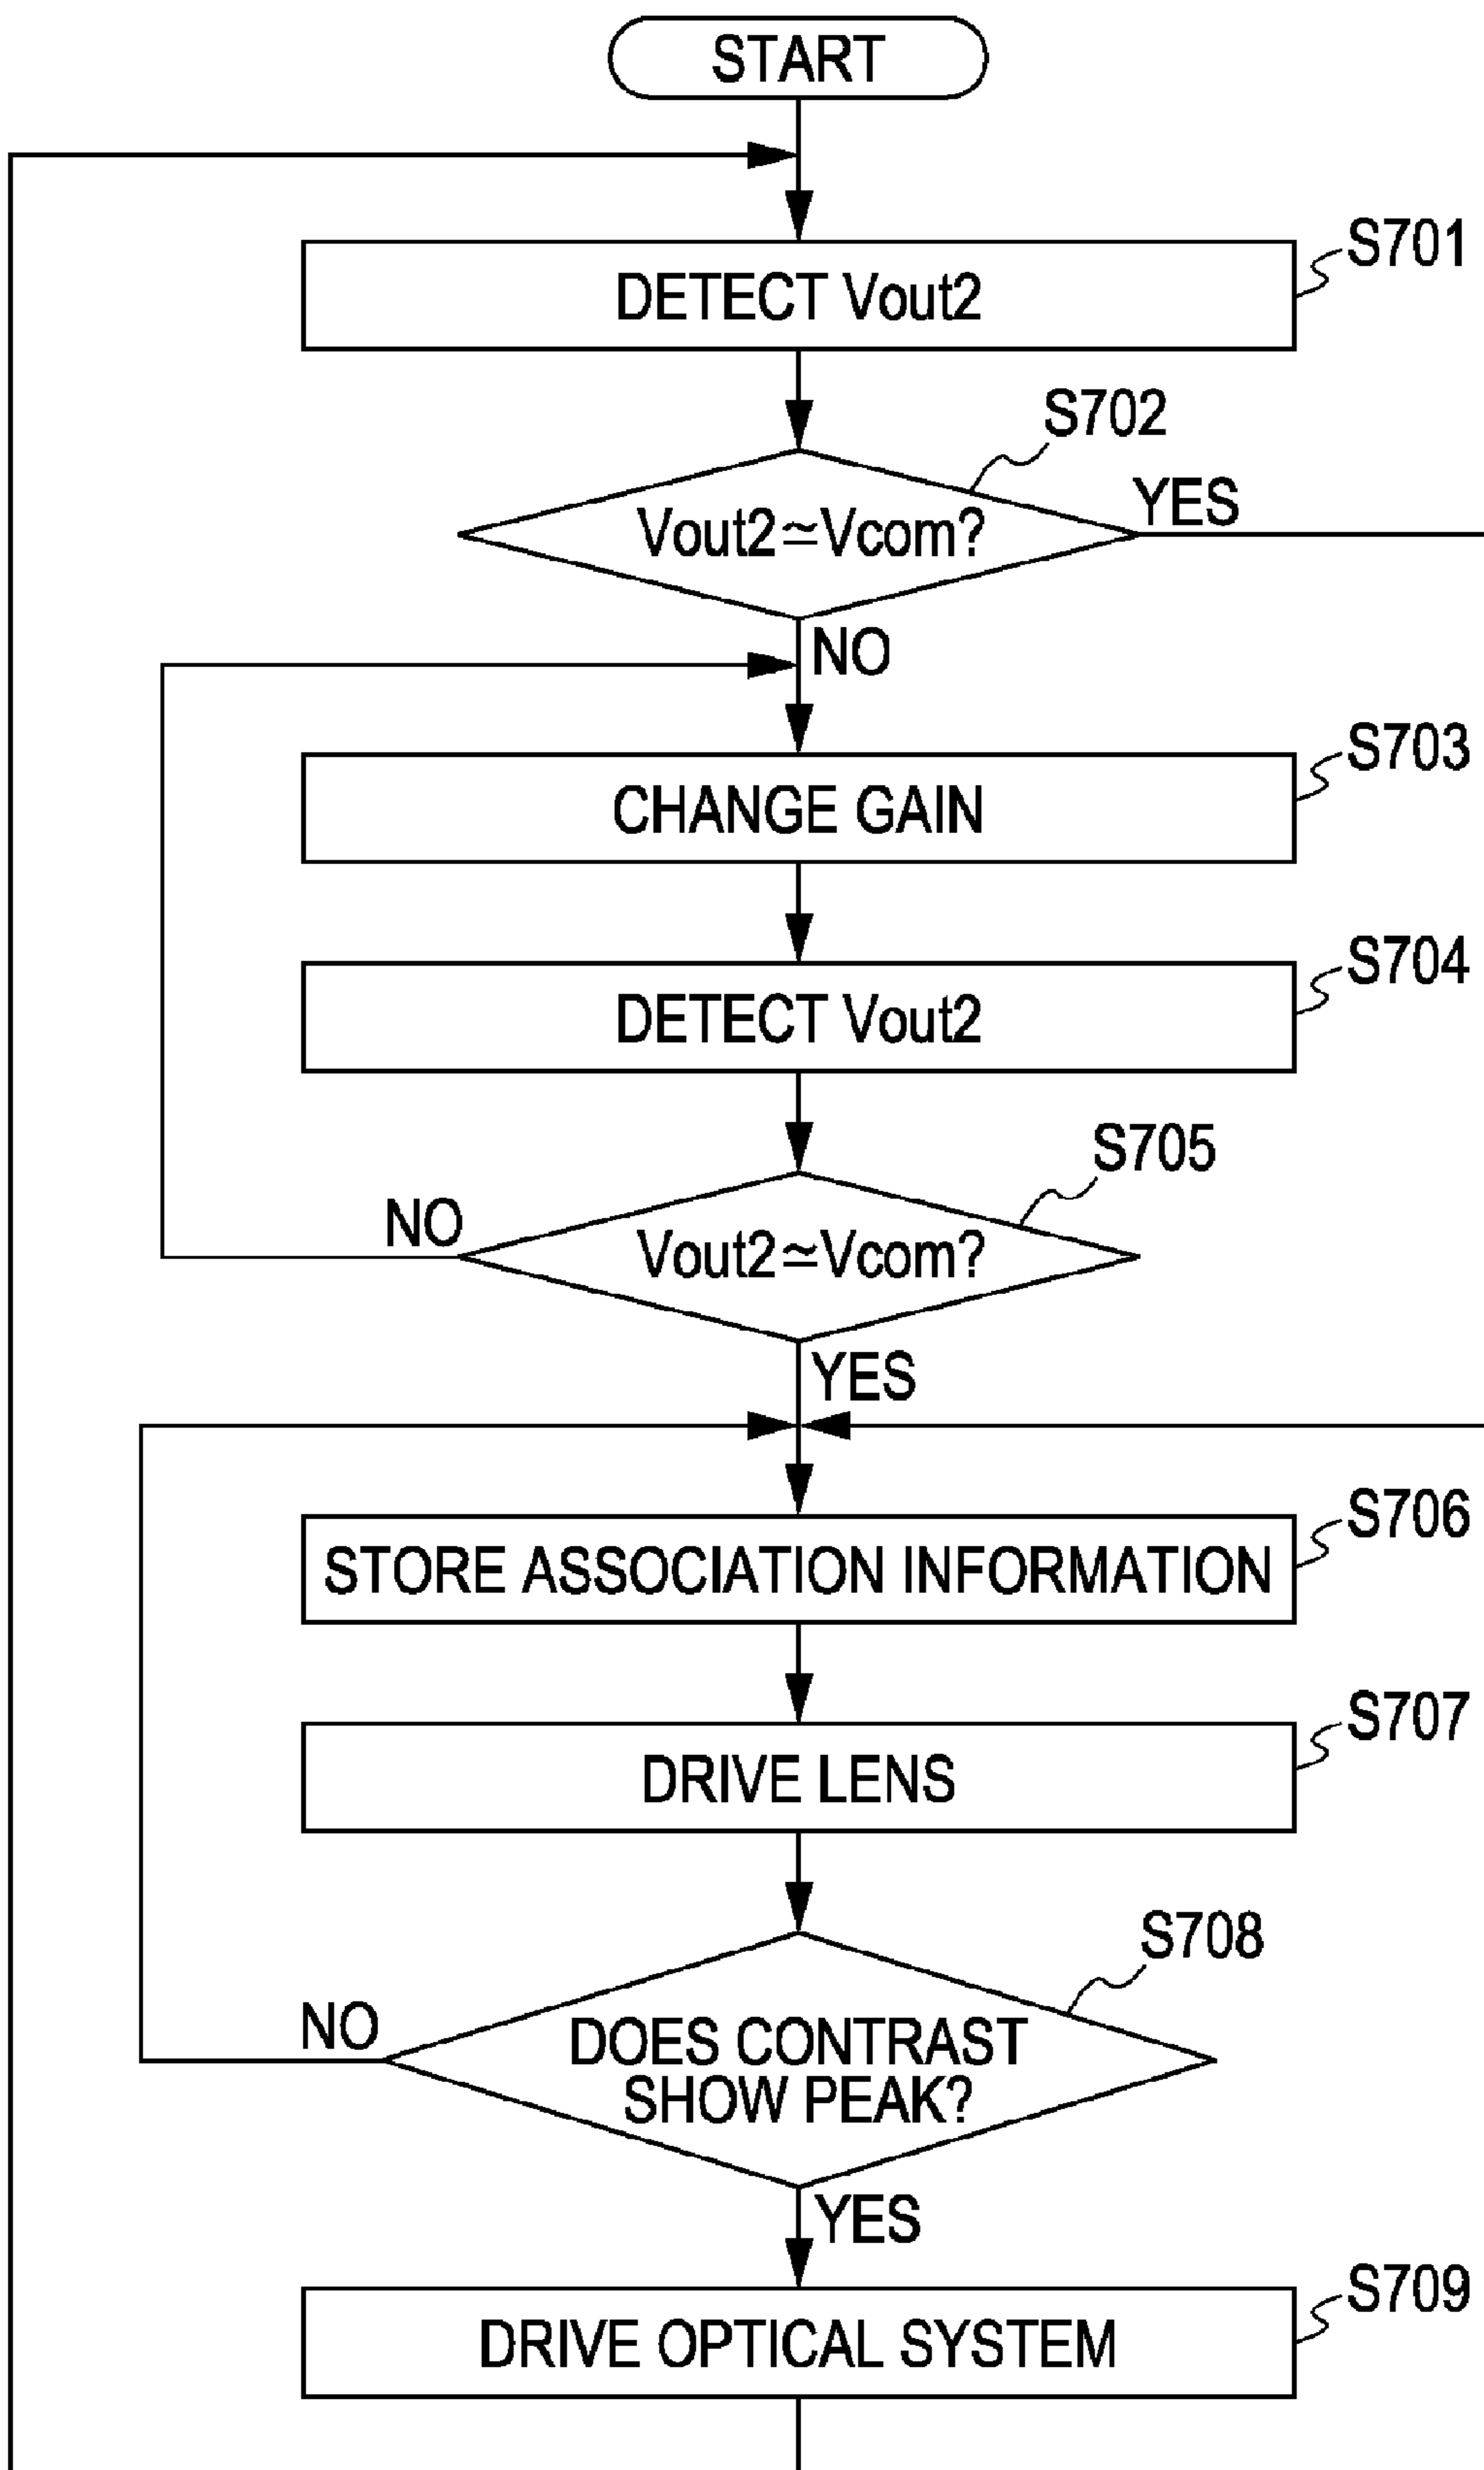 START
S701
DETECT Vout2
S702
Vout2≃Vcom?
YES
NO
S703
CHANGE GAIN
S704
DETECT Vout2
S705
NO
Vout2≃Vcom?
YES
S706
STORE ASSOCIATION INFORMATION
S707
DRIVE LENS
S708
NO
DOES CONTRAST
SHOW PEAK?
YES
S709
DRIVE OPTICAL SYSTEM